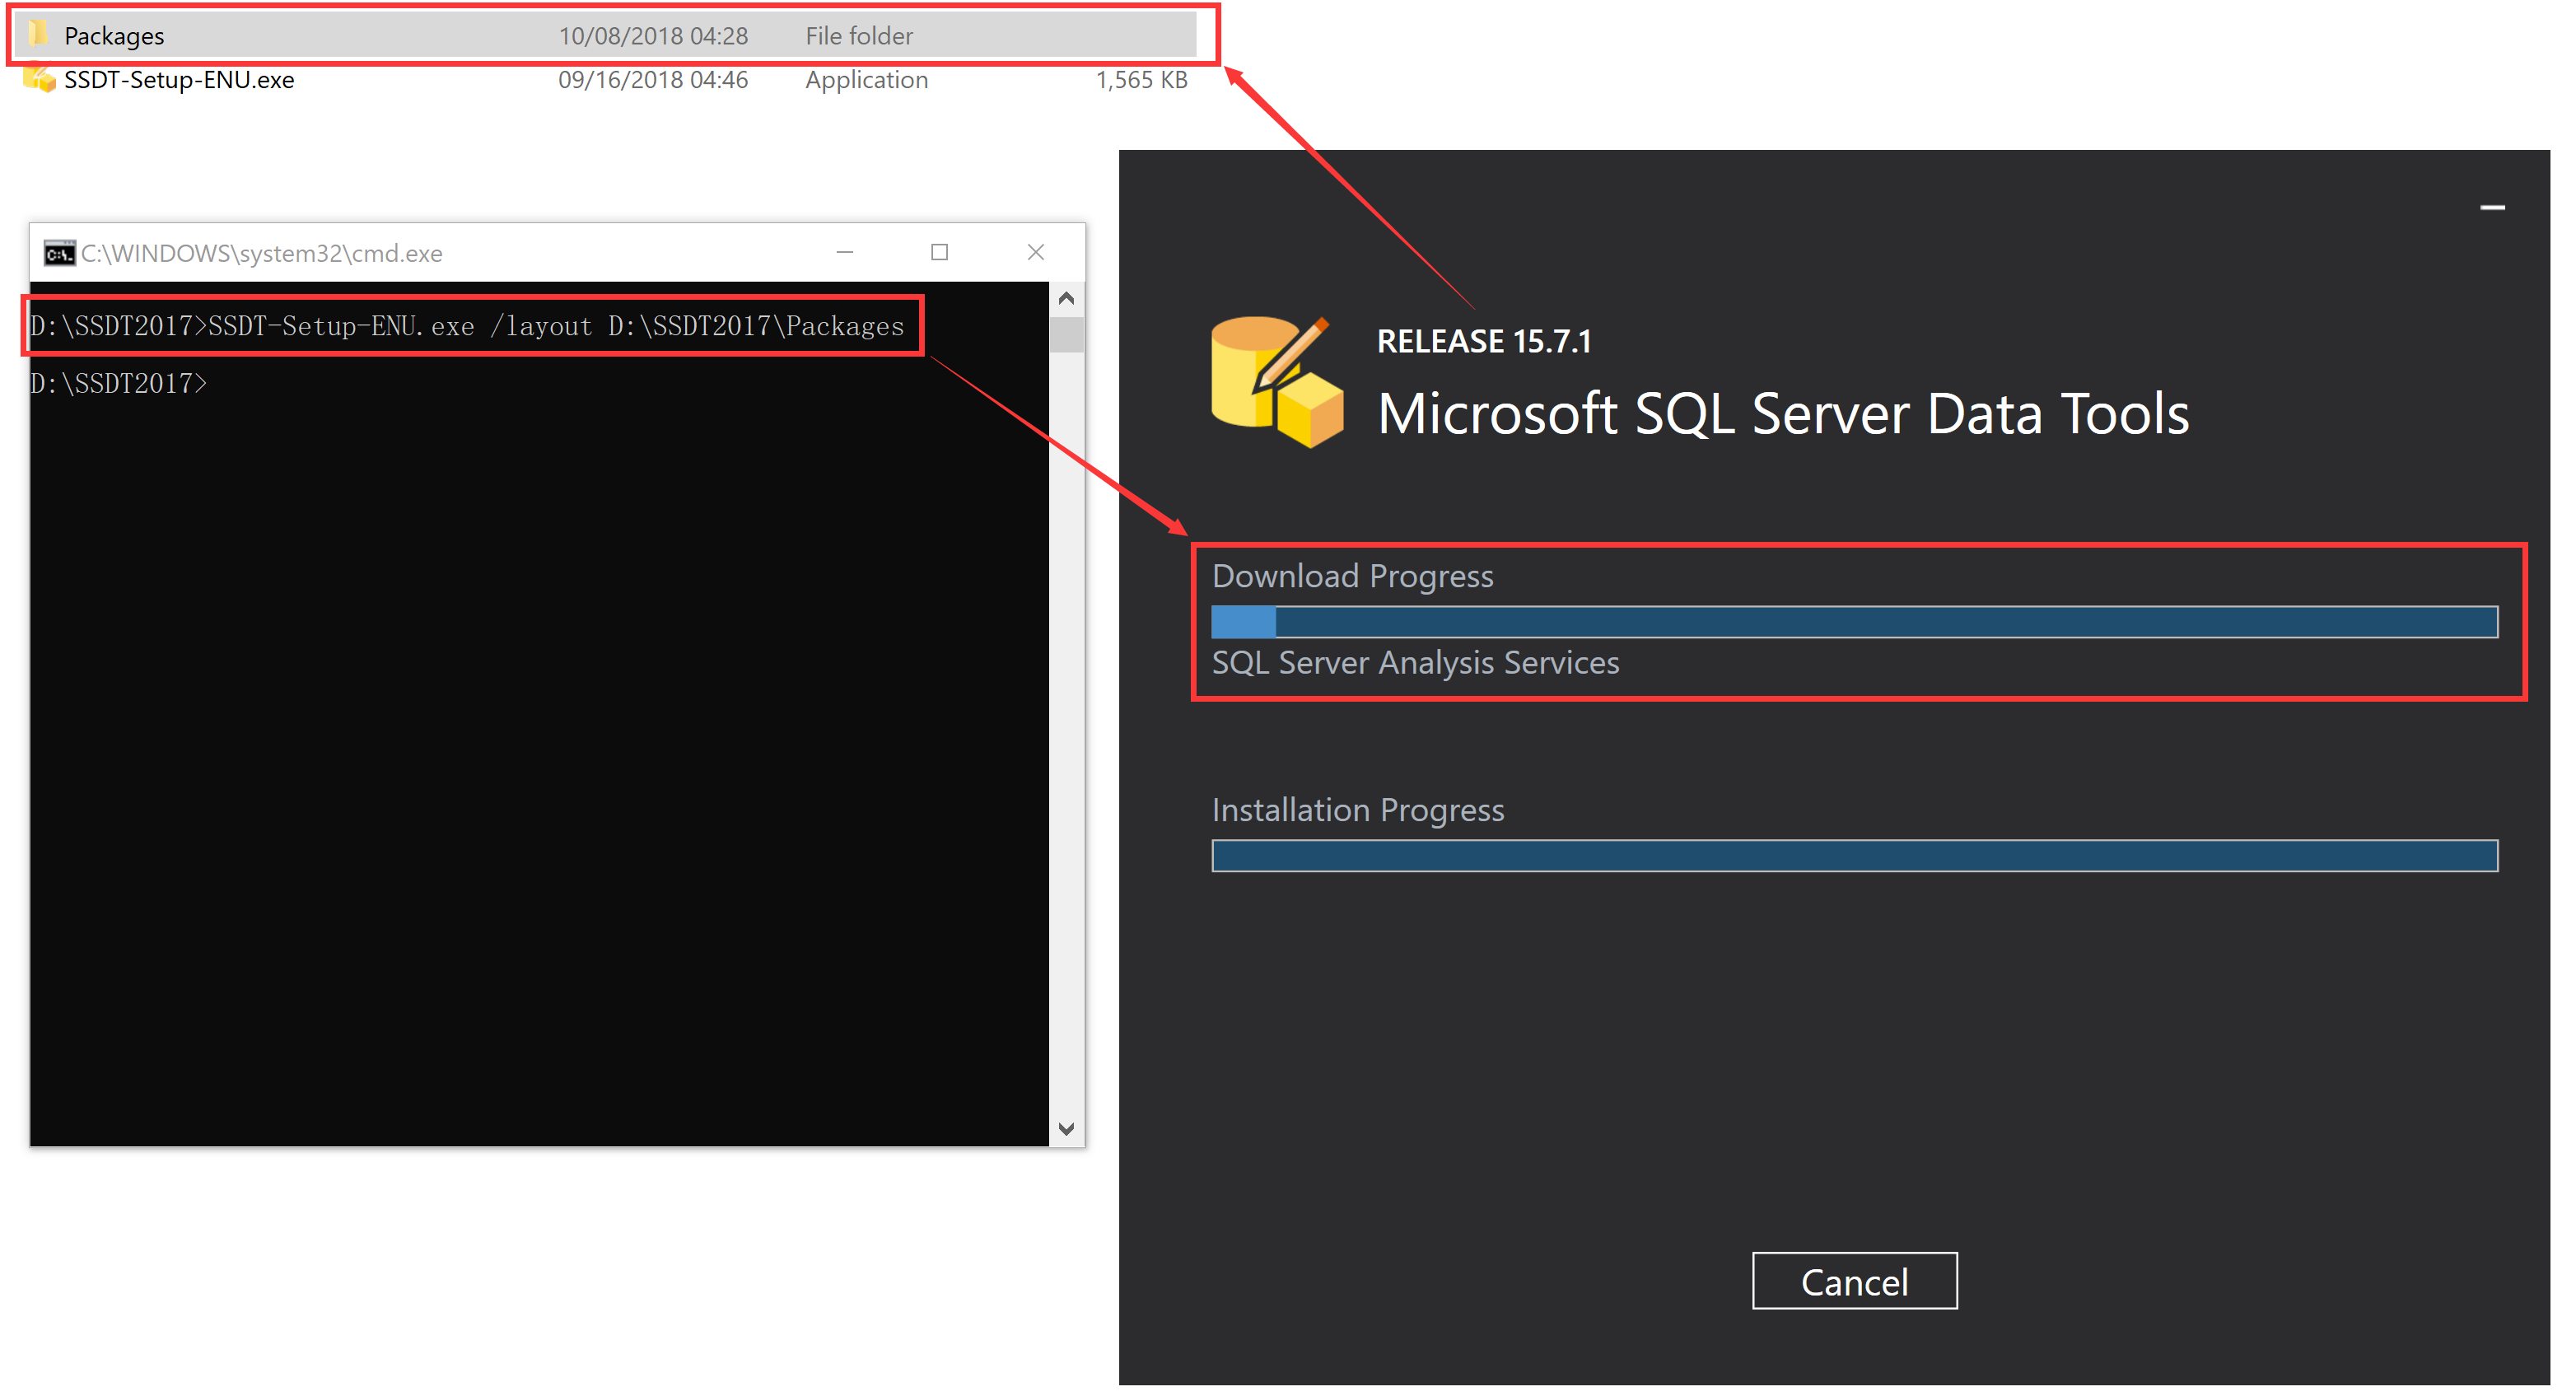 Packages 10/08/2018 04:28 File folder
SSDT-Setup-ENU.exe 09/16/2018 04:46 Application 1,565 KB
C:\WINDOWS\system32\cmd.exe
D:\SSDT2017>SSDT-Setup-ENU.exe /layout D:\SSDT2017\Packages
D:\SSDT2017>
RELEASE 15.7.1
Microsoft SQL Server Data Tools
Download Progress
SQL Server Analysis Services
Installation Progress
Cancel